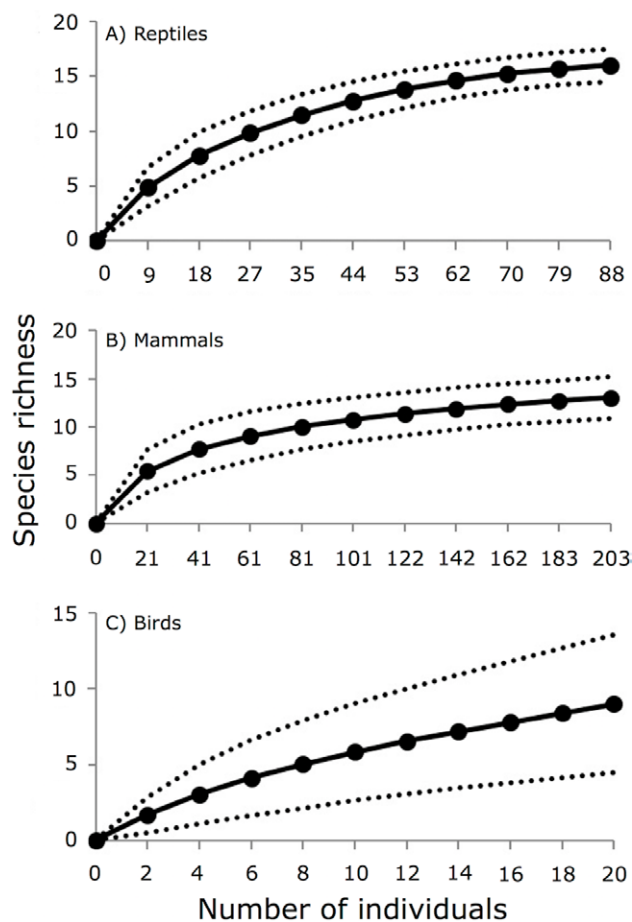 A) Reptiles
20
15
10
5
0
0 9 18 27 35 44 53 62 70 79 88
B) Mammals
20
15
10
5
0
0 21 41 61 81 101 122 142 162 183 203
C) Birds
15
10
5
0
0 2 4 6 8 10 12 14 16 18 20
Species richness
Number of individuals